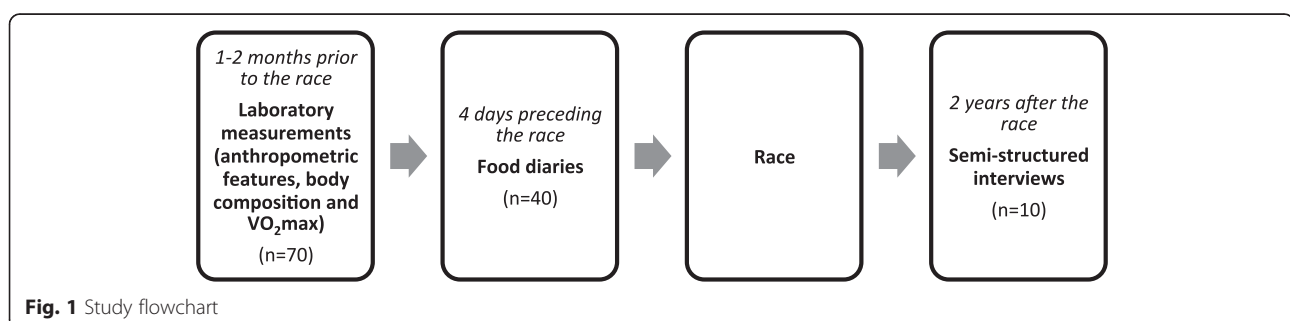 1-2 months prior
to the race
Laboratory
measurements
(anthropometric
features, body
composition and
VO₂max)
(n=70)
4 days preceding
the race
Food diaries
(n=40)
Race
2 years after the
race
Semi-structured
interviews
(n=10)
Fig. 1 Study flowchart